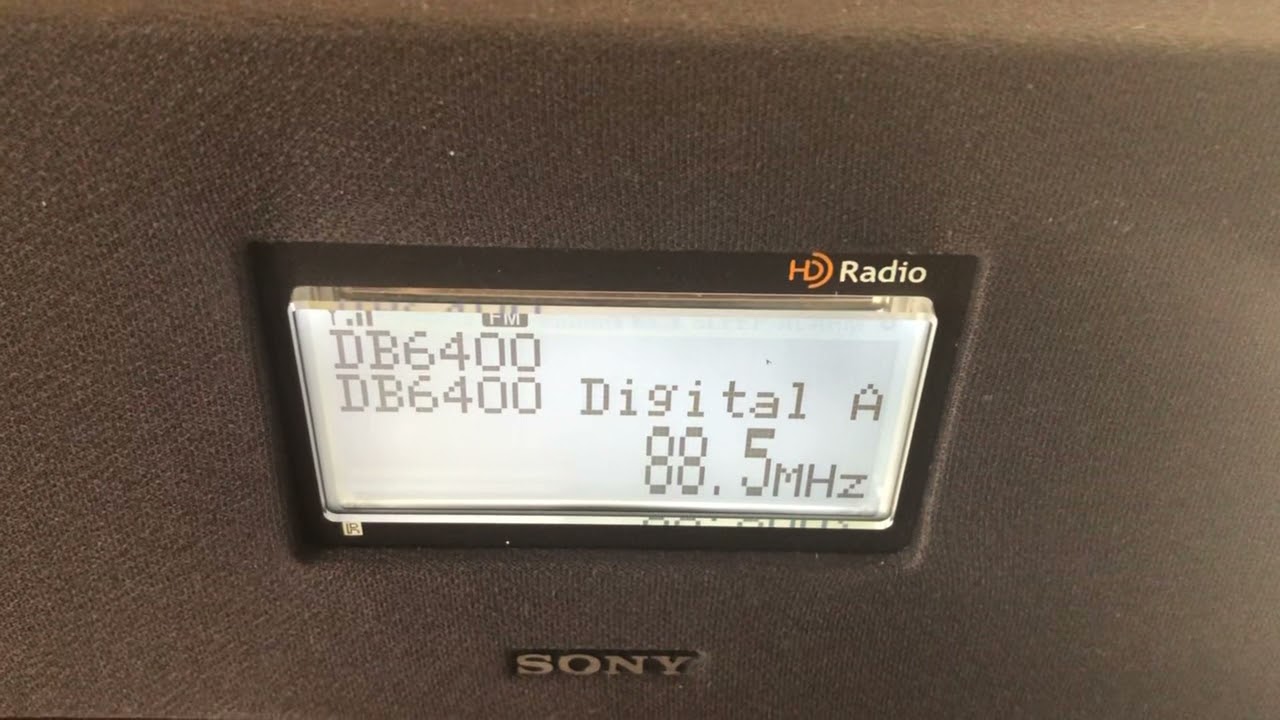 HD Radio
FM
DB6400
DB6400 Digital A
88.5MHz
SONY